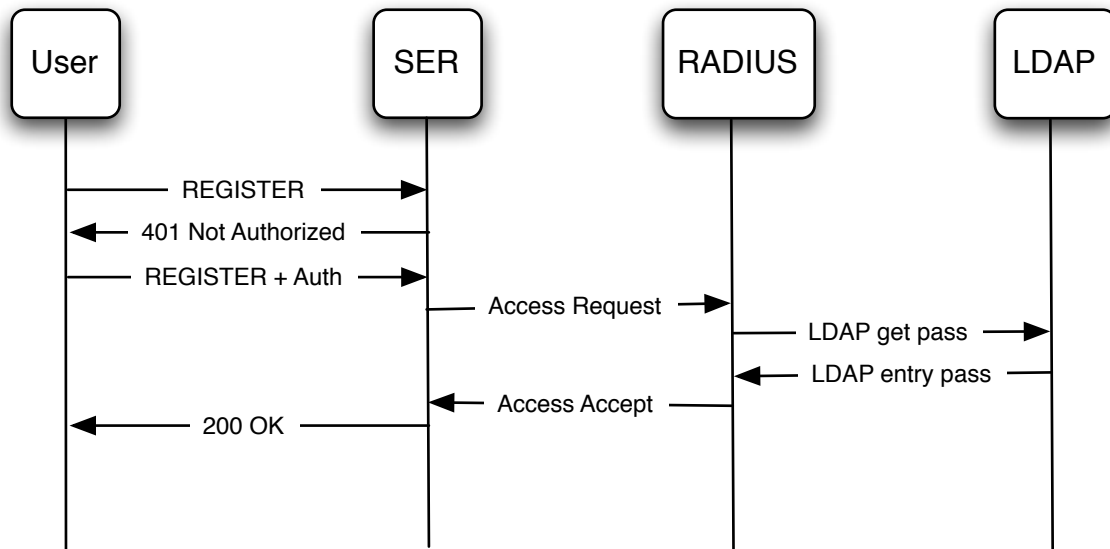 User
SER
RADIUS
LDAP
REGISTER
401 Not Authorized
REGISTER + Auth
Access Request
LDAP get pass
LDAP entry pass
Access Accept
200 OK